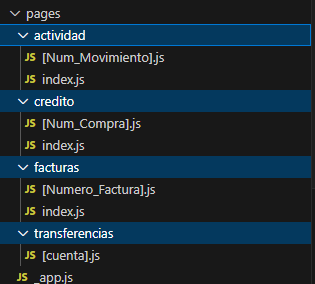 pages
actividad
JS [Num_Movimiento].js
JS index.js
credito
JS [Num_Compra].js
JS index.js
facturas
JS [Numero_Factura].js
JS index.js
transferencias
JS [cuenta].js
JS _app.js